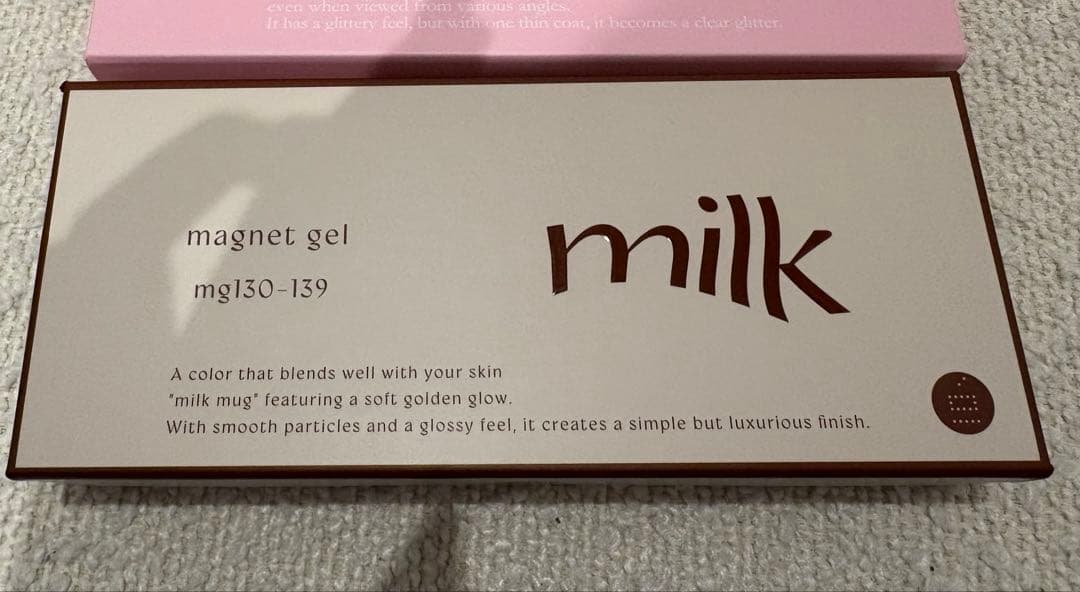 even when viewed from various angles.
It has a glittery feel, but with one thin coat, it becomes a clear glitter.
magnet gel
mg130-139
milk
A color that blends well with your skin
"milk mug" featuring a soft golden glow.
With smooth particles and a glossy feel, it creates a simple but luxurious finish.